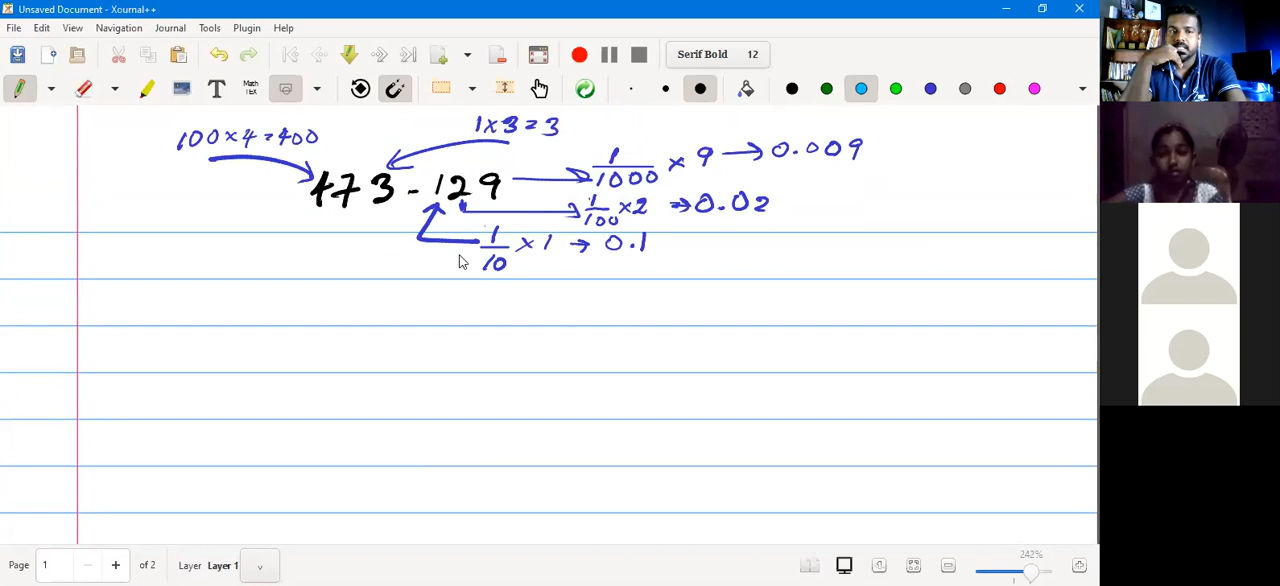 Unsaved Document - Xournal++
File Edit View Navigation Journal Tools Plugin Help
Serif Bold 12
Math TEX
100 × 4 = 400
1 × 3 = 3
473 - 129
1/1000 × 9 → 0.009
1/100 × 2 → 0.02
1/10 × 1 → 0.1
Page 1 of 2 Layer Layer 1
242%